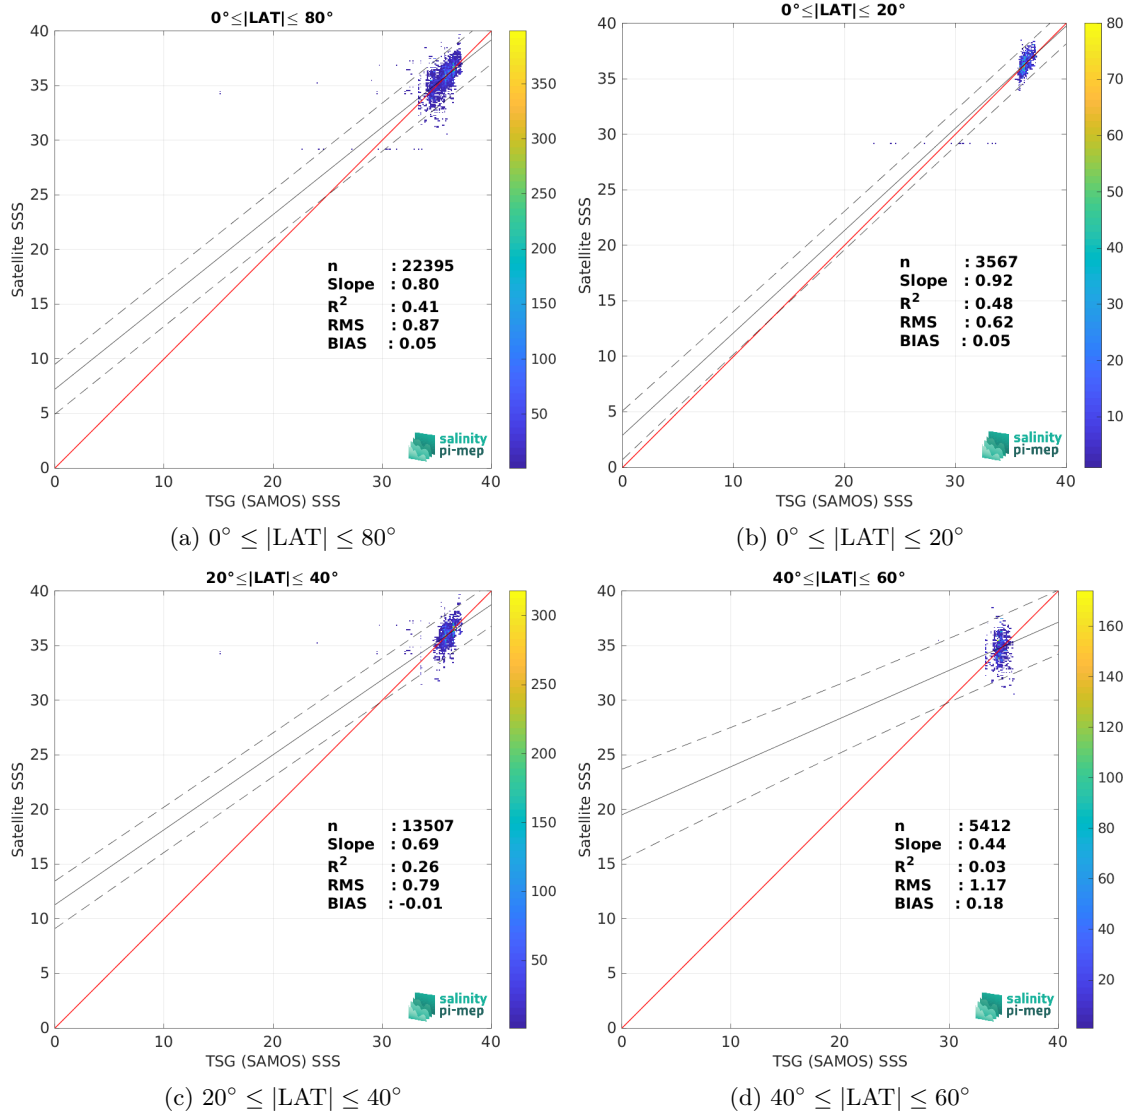 0°≤|LAT|≤ 80°
40
35
30
25
20
15
10
5
0
Satellite SSS
n : 22395
Slope : 0.80
R² : 0.41
RMS : 0.87
BIAS : 0.05
salinity
pi-mep
0 10 20 30 40
TSG (SAMOS) SSS
350
300
250
200
150
100
50
(a) 0° ≤ |LAT| ≤ 80°
0°≤|LAT|≤ 20°
40
35
30
25
20
15
10
5
0
Satellite SSS
n : 3567
Slope : 0.92
R² : 0.48
RMS : 0.62
BIAS : 0.05
salinity
pi-mep
0 10 20 30 40
TSG (SAMOS) SSS
80
70
60
50
40
30
20
10
(b) 0° ≤ |LAT| ≤ 20°
20°≤|LAT|≤ 40°
40
35
30
25
20
15
10
5
0
Satellite SSS
n : 13507
Slope : 0.69
R² : 0.26
RMS : 0.79
BIAS : -0.01
salinity
pi-mep
0 10 20 30 40
TSG (SAMOS) SSS
300
250
200
150
100
50
(c) 20° ≤ |LAT| ≤ 40°
40°≤|LAT|≤ 60°
40
35
30
25
20
15
10
5
0
Satellite SSS
n : 5412
Slope : 0.44
R² : 0.03
RMS : 1.17
BIAS : 0.18
salinity
pi-mep
0 10 20 30 40
TSG (SAMOS) SSS
160
140
120
100
80
60
40
20
(d) 40° ≤ |LAT| ≤ 60°